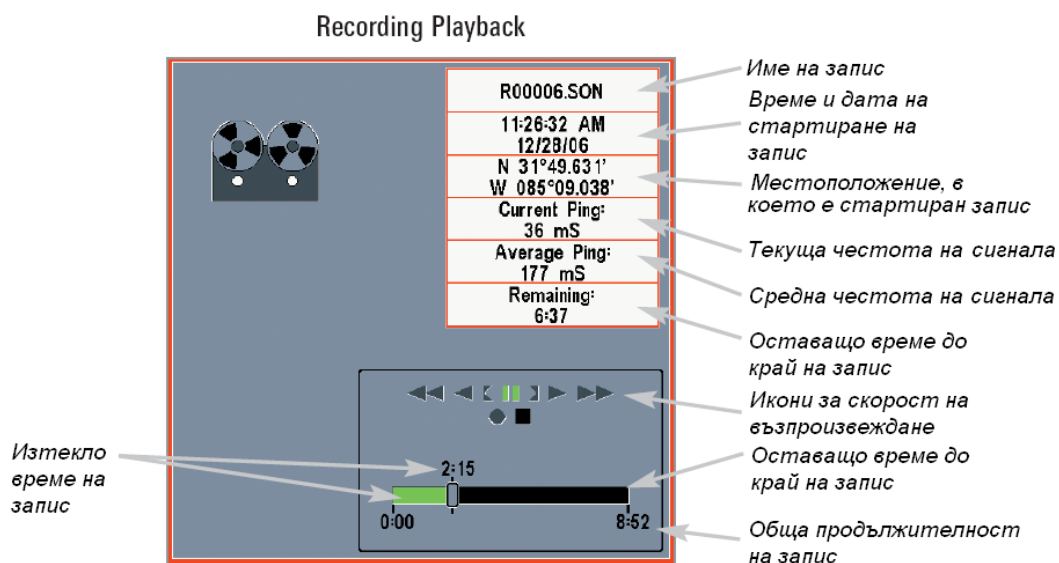 Recording Playback
R00006.SON
11:26:32 AM
12/28/06
N 31°49.631'
W 085°09.038'
Current Ping:
36 mS
Average Ping:
177 mS
Remaining:
6:37
Име на запис
Време и дата на
стартиране на
запис
Местоположение, в
което е стартиран запис
Текуща честота на сигнала
Средна честота на сигнала
Оставащо време до
край на запис
Икони за скорост на
възпроизвеждане
Оставащо време до
край на запис
Обща продължителност
на запис
Изтекло
време на
запис
2:15
0:00
8:52